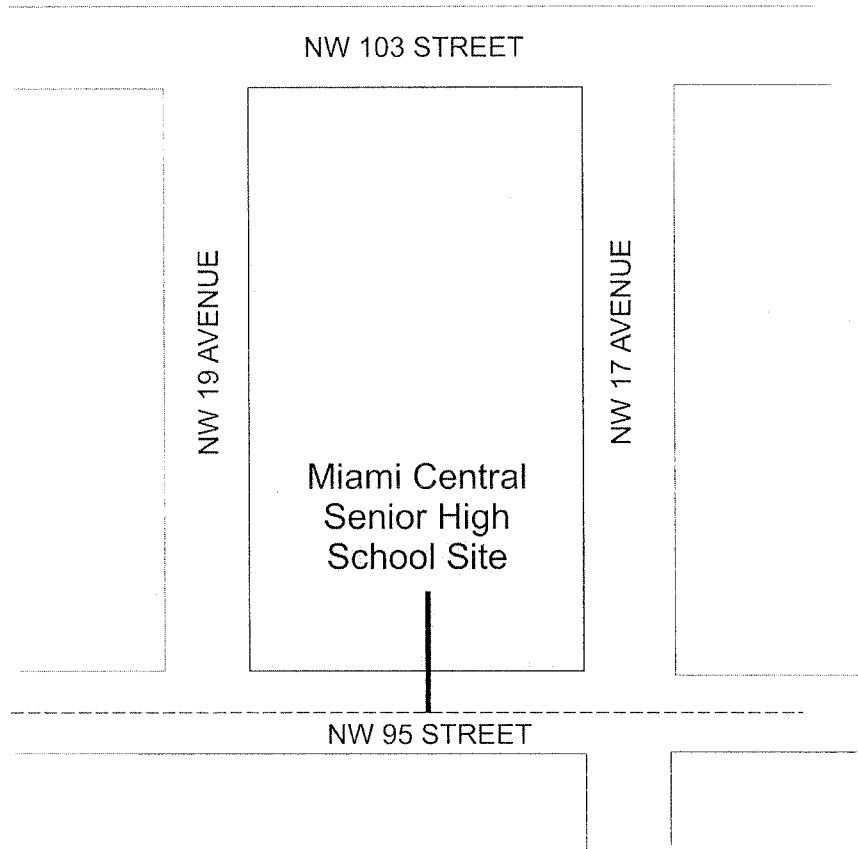 NW 103 STREET
NW 19 AVENUE
NW 17 AVENUE
Miami Central
Senior High
School Site
NW 95 STREET